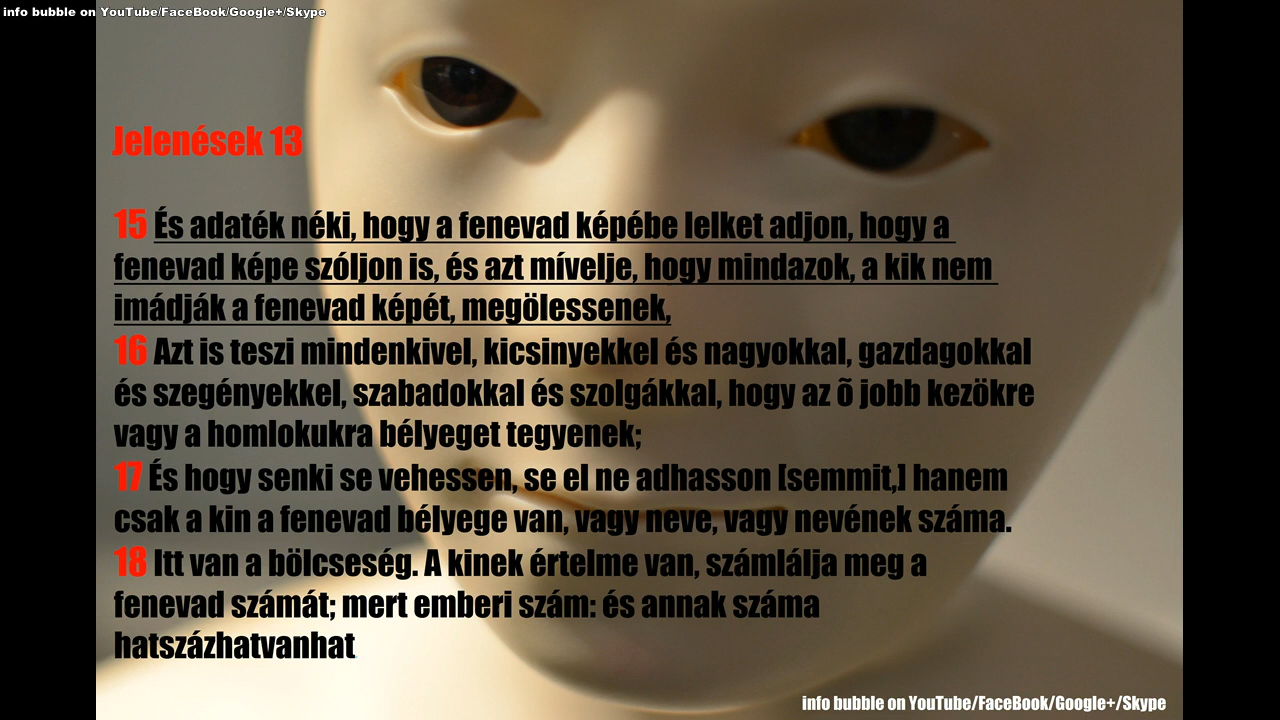 info bubble on YouTube/FaceBook/Google+/Skype
Jelenések 13
15 És adaték néki, hogy a fenevad képébe lelket adjon, hogy a
fenevad képe szóljon is, és azt mívelje, hogy mindazok, a kik nem
imádják a fenevad képét, megölessenek,
16 Azt is teszi mindenkivel, kicsinyekkel és nagyokkal, gazdagokkal
és szegényekkel, szabadokkal és szolgákkal, hogy az õ jobb kezökre
vagy a homlokukra bélyeget tegyenek;
17 És hogy senki se vehessen, se el ne adhasson [semmit,] hanem
csak a kin a fenevad bélyege van, vagy neve, vagy nevének száma.
18 Itt van a bölcseség. A kinek értelme van, számlálja meg a
fenevad számát; mert emberi szám: és annak száma
hatszázhatvanhat
info bubble on YouTube/FaceBook/Google+/Skype